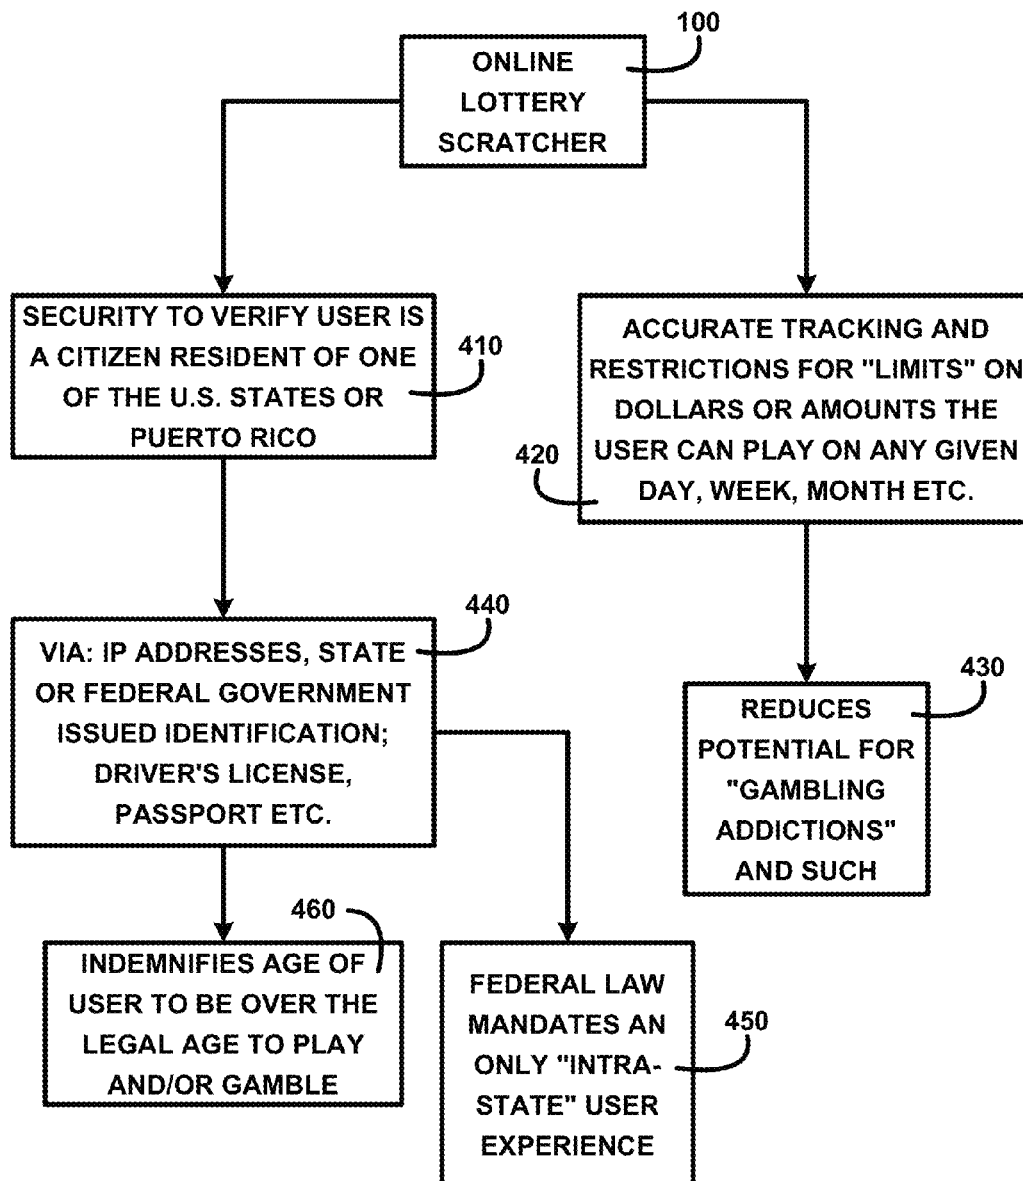 100
ONLINE
LOTTERY
SCRATCHER
SECURITY TO VERIFY USER IS
A CITIZEN RESIDENT OF ONE
OF THE U.S. STATES OR
PUERTO RICO
410
ACCURATE TRACKING AND
RESTRICTIONS FOR "LIMITS" ON
DOLLARS OR AMOUNTS THE
USER CAN PLAY ON ANY GIVEN
DAY, WEEK, MONTH ETC.
420
VIA: IP ADDRESSES, STATE
OR FEDERAL GOVERNMENT
ISSUED IDENTIFICATION;
DRIVER'S LICENSE,
PASSPORT ETC.
440
REDUCES
POTENTIAL FOR
"GAMBLING
ADDICTIONS"
AND SUCH
430
460
INDEMNIFIES AGE OF
USER TO BE OVER THE
LEGAL AGE TO PLAY
AND/OR GAMBLE
FEDERAL LAW
MANDATES AN
ONLY "INTRA-
STATE" USER
EXPERIENCE
450